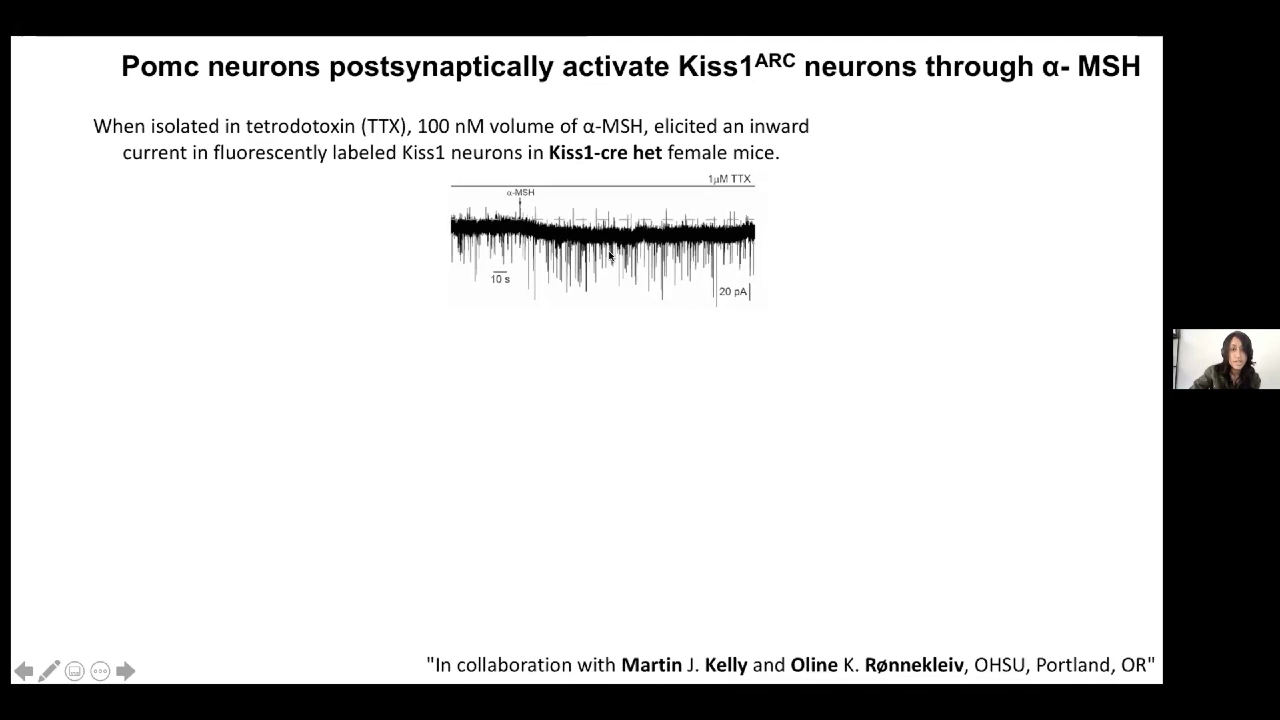 Pomc neurons postsynaptically activate Kiss1ᴬᴿᶜ neurons through α- MSH
When isolated in tetrodotoxin (TTX), 100 nM volume of α-MSH, elicited an inward
current in fluorescently labeled Kiss1 neurons in Kiss1-cre het female mice.
1μM TTX
α-MSH
10 s
20 pA
"In collaboration with Martin J. Kelly and Oline K. Rønnekleiv, OHSU, Portland, OR"